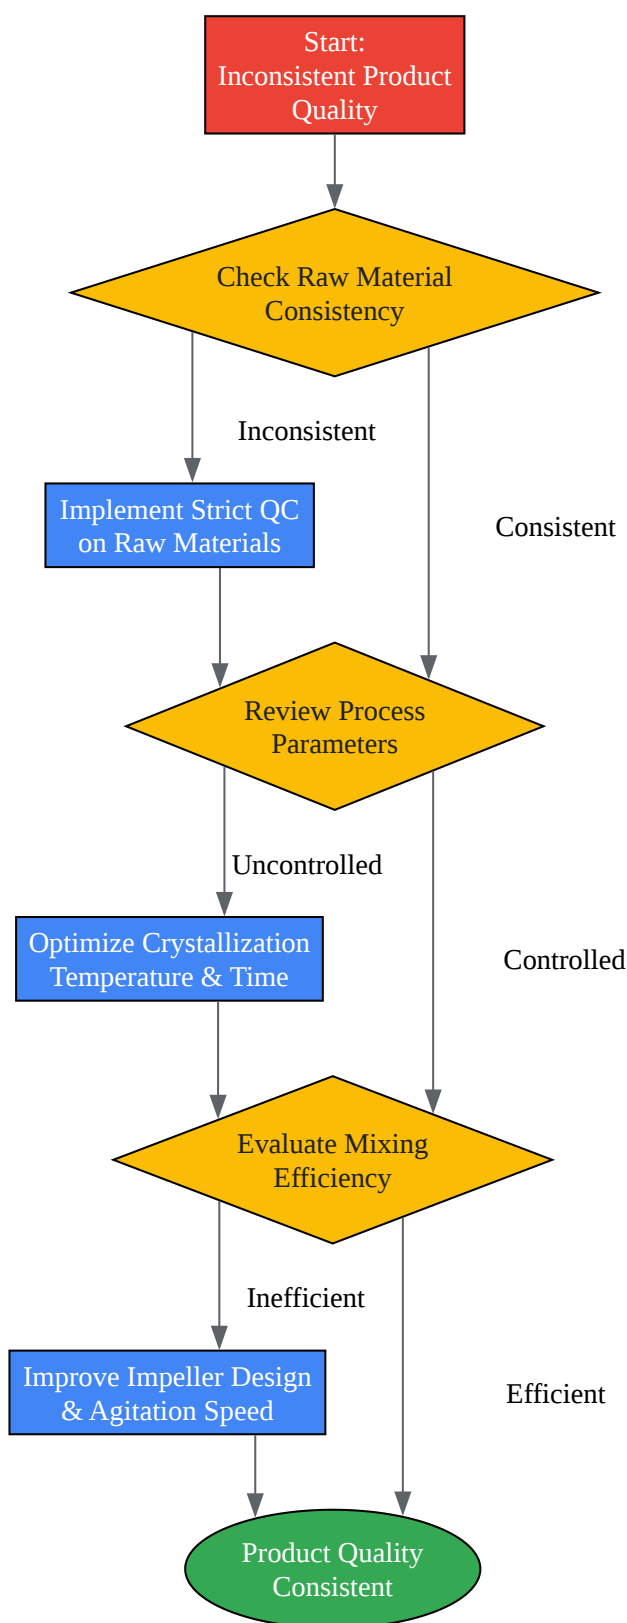 Start:
Inconsistent Product
Quality
Check Raw Material
Consistency
Inconsistent
Implement Strict QC
on Raw Materials
Consistent
Review Process
Parameters
Uncontrolled
Optimize Crystallization
Temperature & Time
Controlled
Evaluate Mixing
Efficiency
Inefficient
Improve Impeller Design
& Agitation Speed
Efficient
Product Quality
Consistent